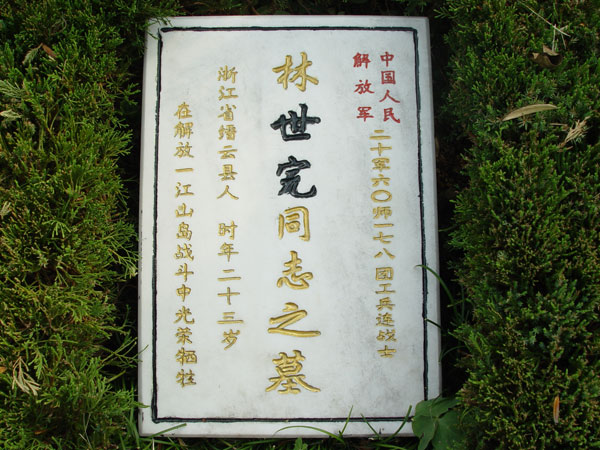 中国人民
解放军
二十军六〇师一七八团工兵连战士
林世完同志之墓
浙江省缙云县人 时年二十三岁
在解放一江山岛战斗中光荣牺牲